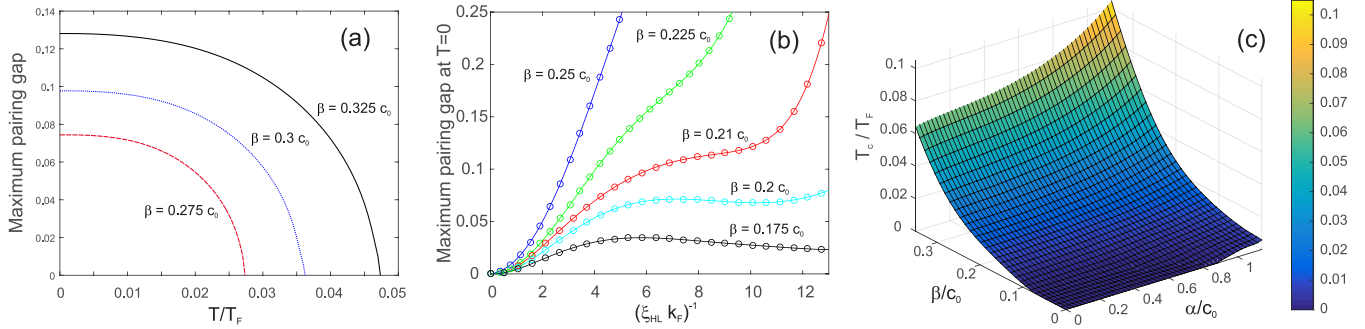 (a)
Maximum pairing gap
0.14
0.12
0.1
0.08
0.06
0.04
0.02
0
β = 0.325 c₀
β = 0.3 c₀
β = 0.275 c₀
0 0.01 0.02 0.03 0.04 0.05
T/T_F
(b)
Maximum pairing gap at T=0
0.25
0.20
0.15
0.1
0.05
0
β = 0.25 c₀
β = 0.225 c₀
β = 0.21 c₀
β = 0.2 c₀
β = 0.175 c₀
0 2 4 6 8 10 12
(ξ_HL k_F)⁻¹
(c)
T_c / T_F
0.1
0.08
0.06
0.04
0.02
0
0.3
0.2
0.1
0
β/c₀
0 0.2 0.4 0.6 0.8 1
α/c₀
0.1
0.09
0.08
0.07
0.06
0.05
0.04
0.03
0.02
0.01
0